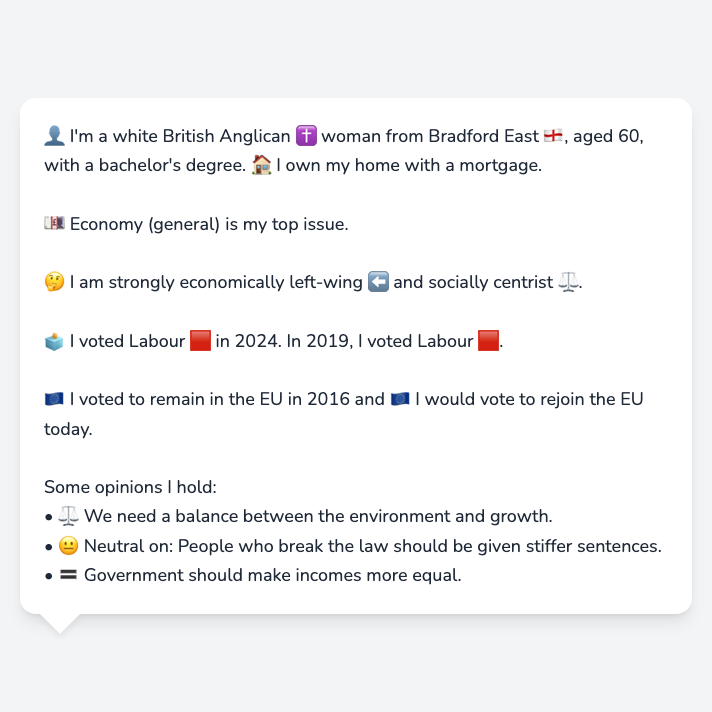 👤 I'm a white British Anglican ✝️ woman from Bradford East 🏴󠁧󠁢󠁥󠁮󠁧󠁿, aged 60,
with a bachelor's degree. 🏠 I own my home with a mortgage.
💷 Economy (general) is my top issue.
🤔 I am strongly economically left-wing ⬅️ and socially centrist ⚖️.
🗳️ I voted Labour 🟥 in 2024. In 2019, I voted Labour 🟥.
🇪🇺 I voted to remain in the EU in 2016 and 🇪🇺 I would vote to rejoin the EU
today.
Some opinions I hold:
• ⚖️ We need a balance between the environment and growth.
• 😐 Neutral on: People who break the law should be given stiffer sentences.
• 🟰 Government should make incomes more equal.